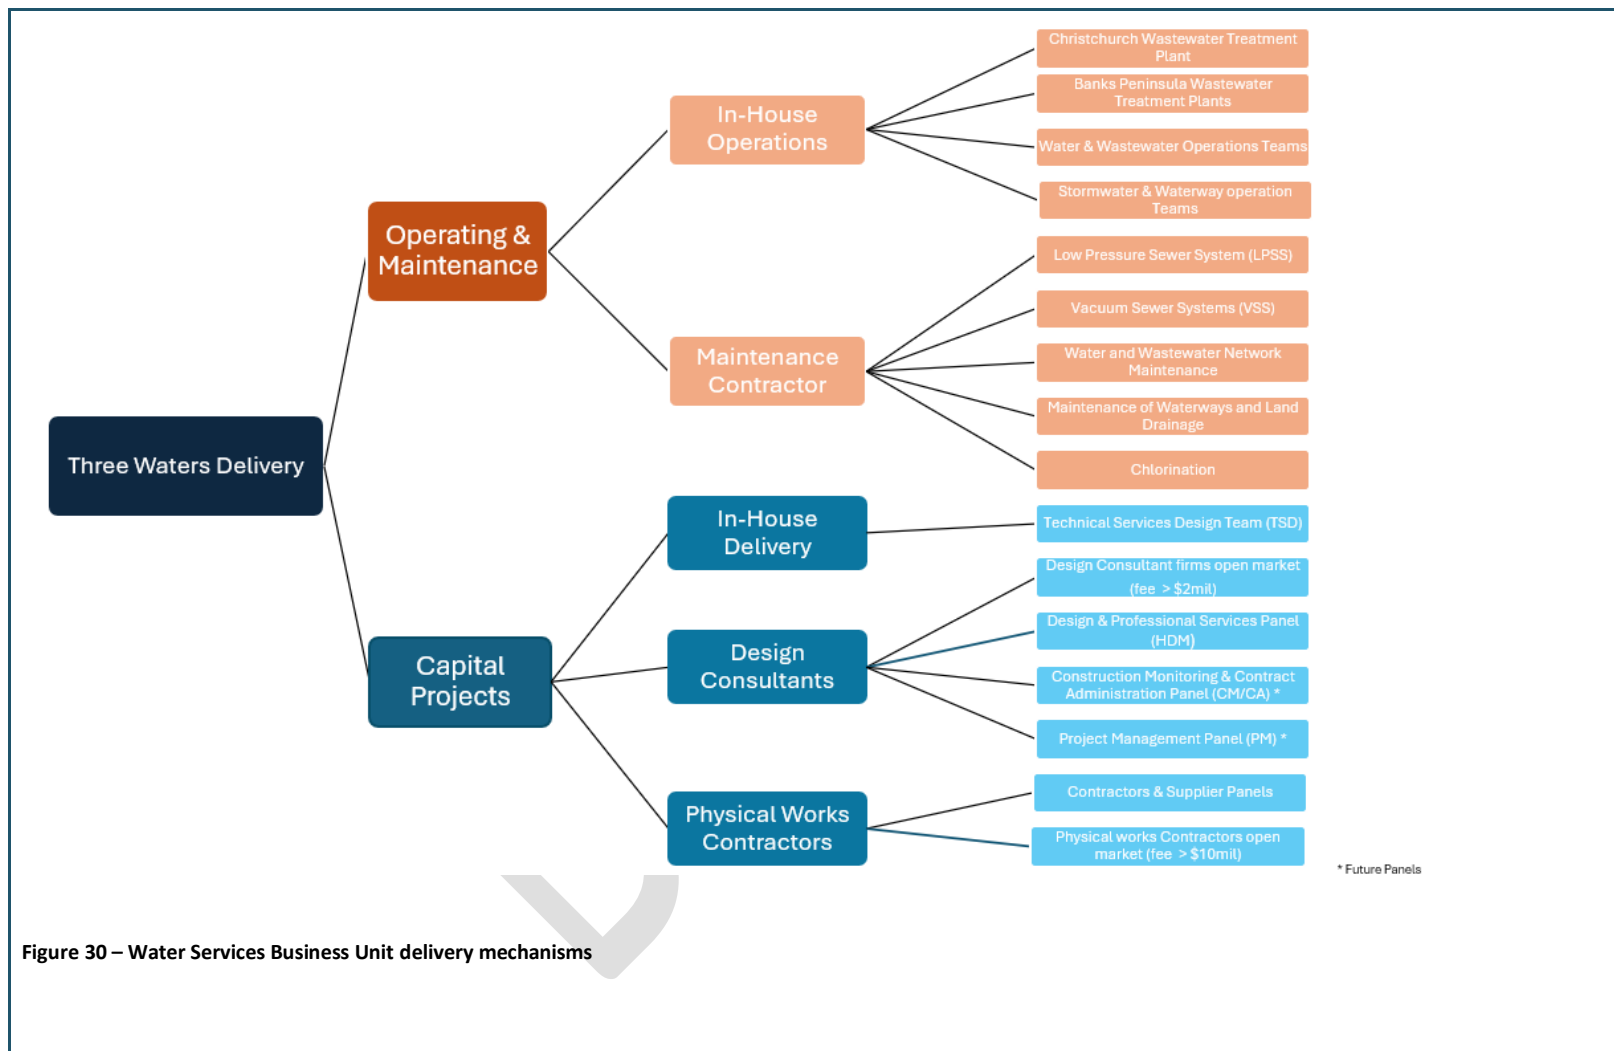 Christchurch Wastewater Treatment
Plant
Banks Peninsula Wastewater
Treatment Plants
In-House
Operations
Water & Wastewater Operations Teams
Stormwater & Waterway operation
Teams
Operating &
Maintenance
Low Pressure Sewer System (LPSS)
Vacuum Sewer Systems (VSS)
Maintenance
Contractor
Water and Wastewater Network
Maintenance
Maintenance of Waterways and Land
Drainage
Chlorination
Three Waters Delivery
In-House
Delivery
Technical Services Design Team (TSD)
Design Consultant firms open market
(fee > $2mil)
Design & Professional Services Panel
(HDM)
Design
Consultants
Construction Monitoring & Contract
Administration Panel (CM/CA) *
Capital
Projects
Project Management Panel (PM) *
Contractors & Supplier Panels
Physical Works
Contractors
Physical works Contractors open
market (fee > $10mil)
* Future Panels
Figure 30 – Water Services Business Unit delivery mechanisms